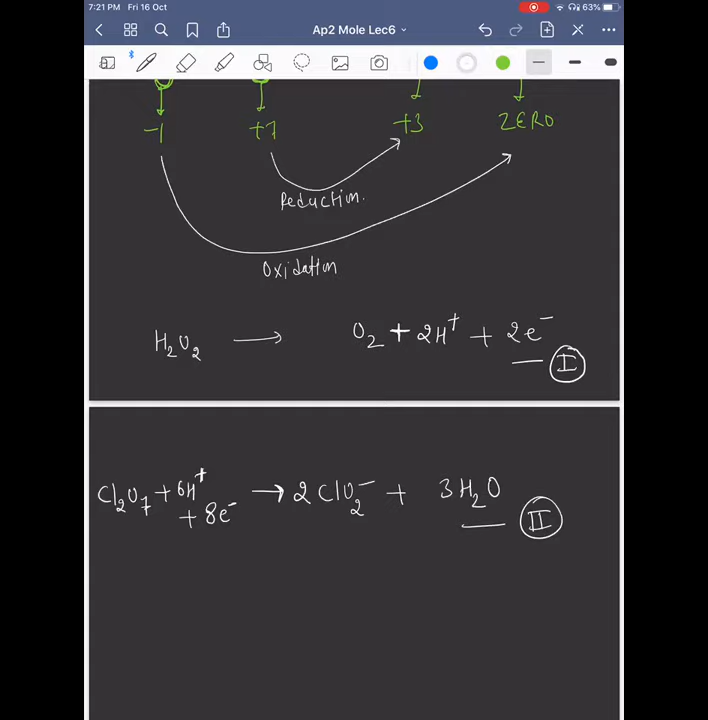 7:21 PM Fri 16 Oct 63%
Ap2 Mole Lec6
-1 +7 +3 ZERO
Reduction.
Oxidation
H₂O₂ → O₂ + 2H⁺ + 2e⁻ — I
Cl₂O₇ + 6H⁺ + 8e⁻ → 2ClO₂⁻ + 3H₂O — II